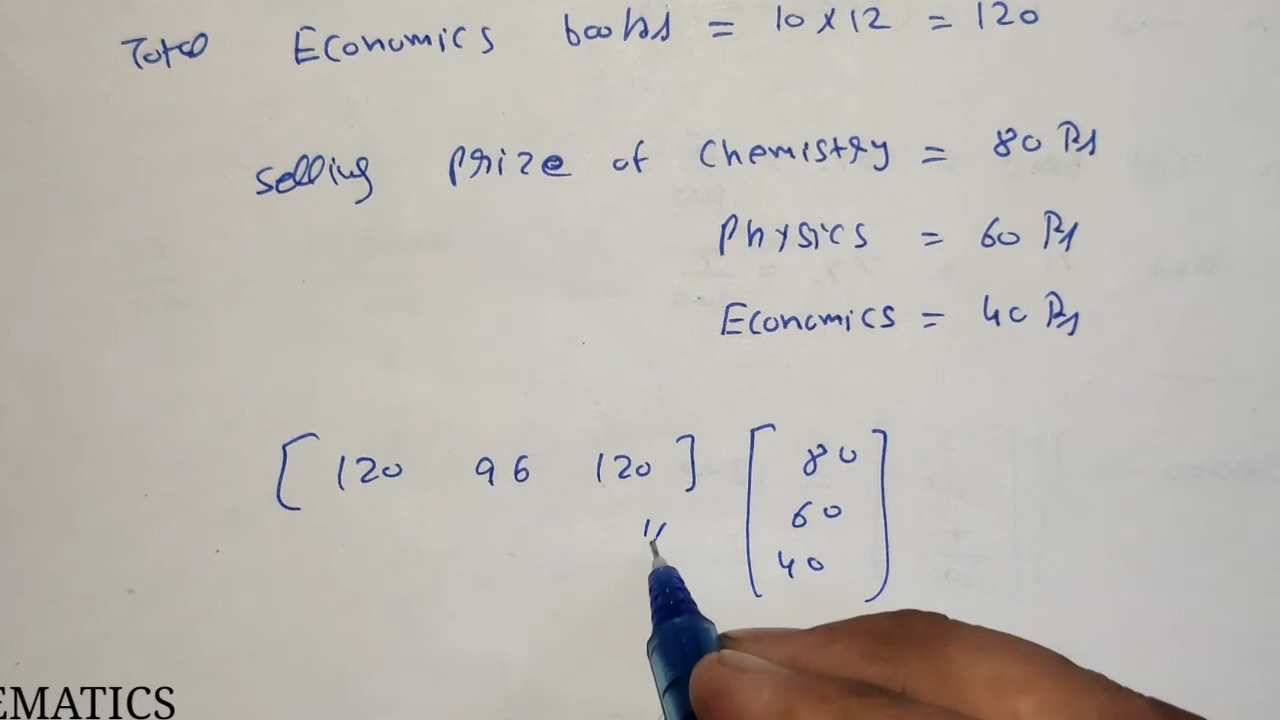 Total Economics books = 10 x 12 = 120
Selling prize of Chemistry = 80 Rs
Physics = 60 Rs
Economics = 40 Rs
[ 120 96 120 ] [ 80
60
40 ]
EMATICS